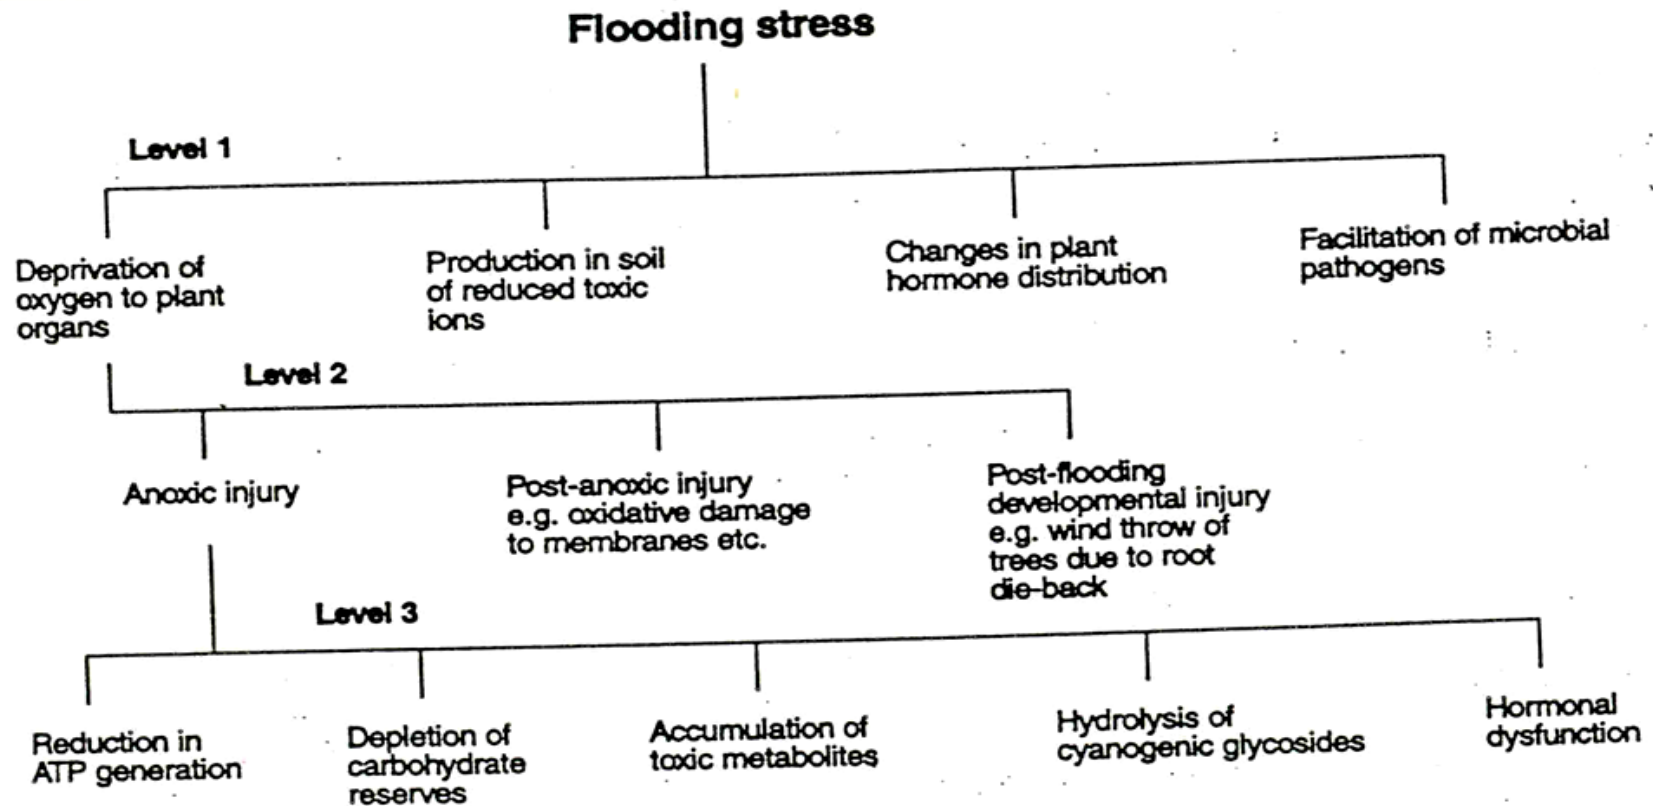 Flooding stress
Level 1
Deprivation of
oxygen to plant
organs
Production in soil
of reduced toxic
ions
Changes in plant
hormone distribution
Facilitation of microbial
pathogens
Level 2
Anoxic injury
Post-anoxic injury
e.g. oxidative damage
to membranes etc.
Post-flooding
developmental injury
e.g. wind throw of
trees due to root
die-back
Level 3
Reduction in
ATP generation
Depletion of
carbohydrate
reserves
Accumulation of
toxic metabolites
Hydrolysis of
cyanogenic glycosides
Hormonal
dysfunction